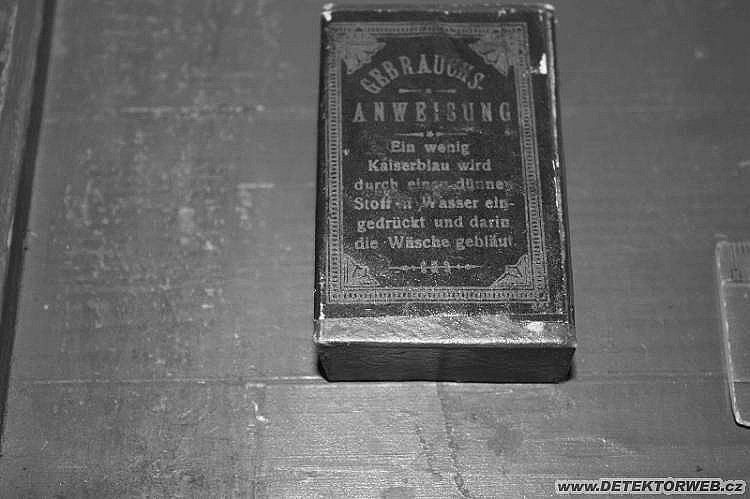 GEBRAUCHS-
ANWEISUNG
Ein wenig
Kaiserblau wird
durch einen dünnen
Stoff in Wasser ein-
gedrückt und darin
die Wäsche gebläut
www.DETEKTORWEB.cz